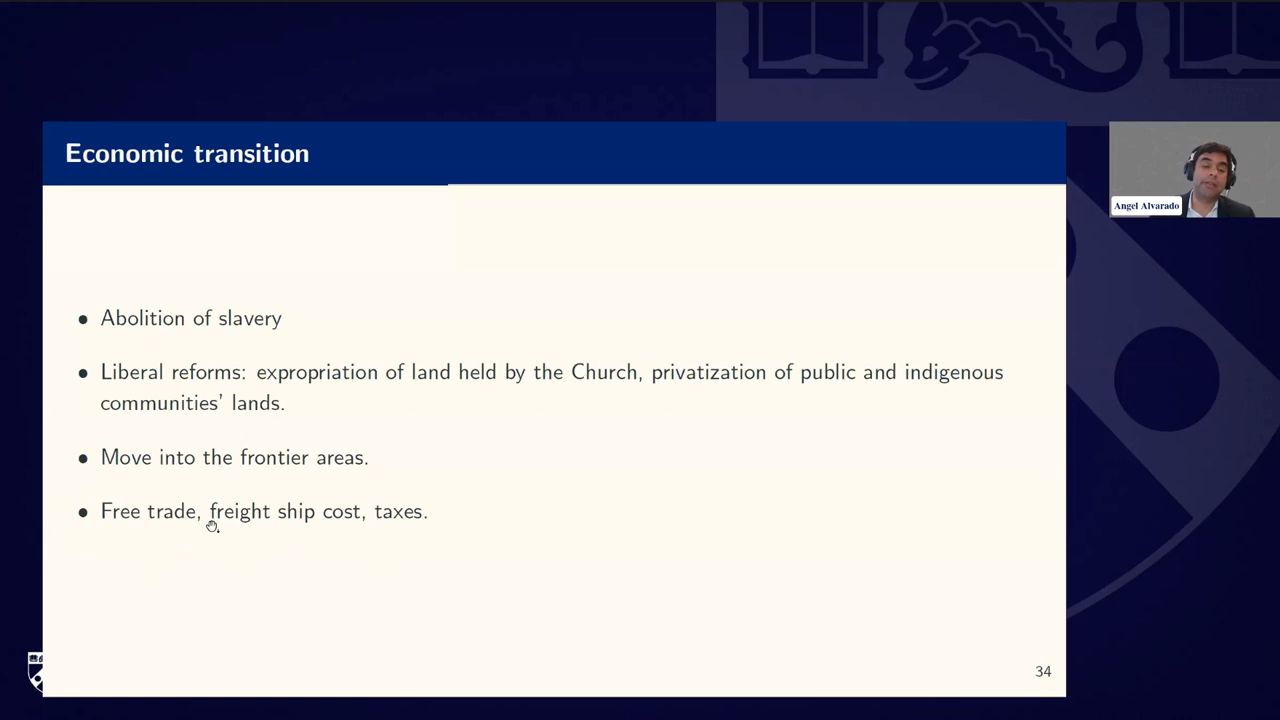 Economic transition
Angel Alvarado
• Abolition of slavery
• Liberal reforms: expropriation of land held by the Church, privatization of public and indigenous
communities' lands.
• Move into the frontier areas.
• Free trade, freight ship cost, taxes.
34